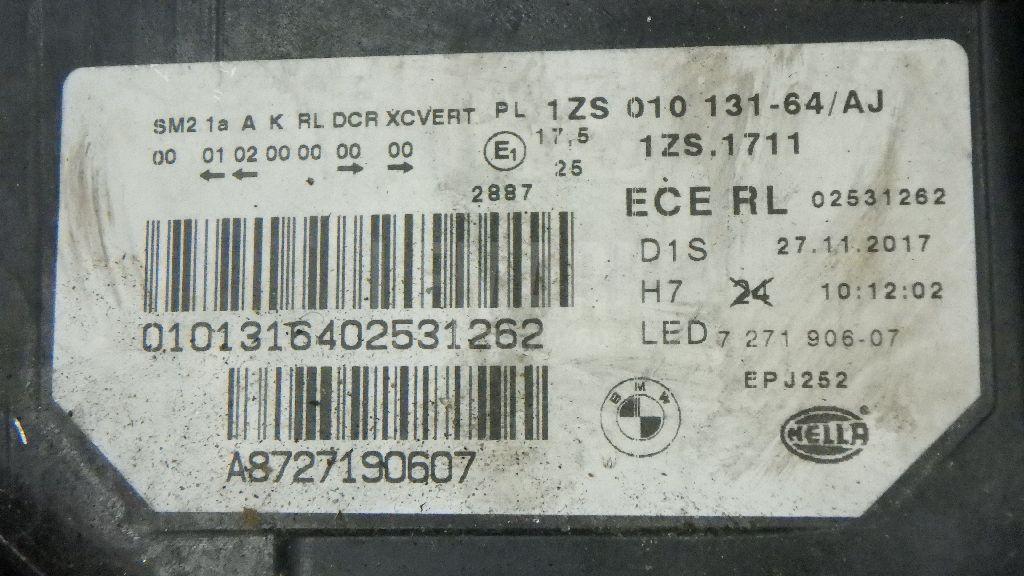 SM2 1a A K RL DCR XCVERT PL 1ZS 010 131-64/AJ
00 01 02 00 00 00 00 E1 17,5 1ZS.1711
← ← → → 25
2887
ECE RL 02531262
D1S 27.11.2017
H7 24 10:12:02
LED 7 271 906-07
0101316402531262
EPJ252
BMW
HELLA®
A8727190607